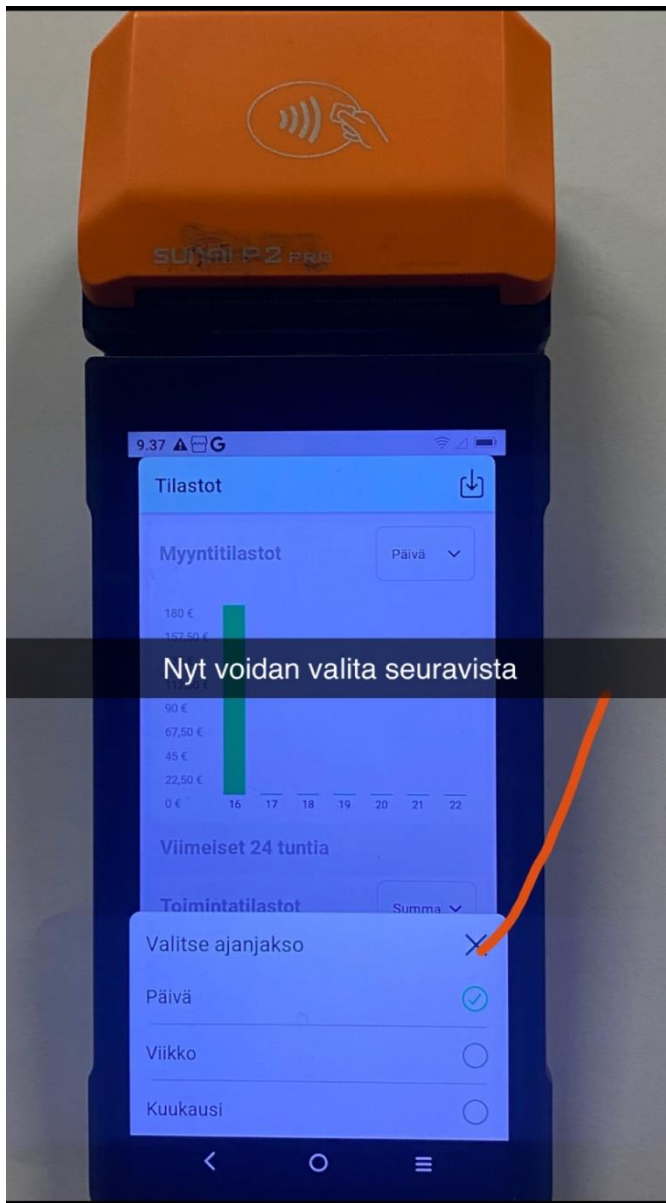 SUNMI P2 PRO
9.37
G
Tilastot
Myyntitilastot
Päivä
180 €
157,50 €
Nyt voidan valita seuravista
90 €
67,50 €
45 €
22,50 €
0 €
16 17 18 19 20 21 22
Viimeiset 24 tuntia
Toimintatilastot
Summa
Valitse ajanjakso
Päivä
Viikko
Kuukausi